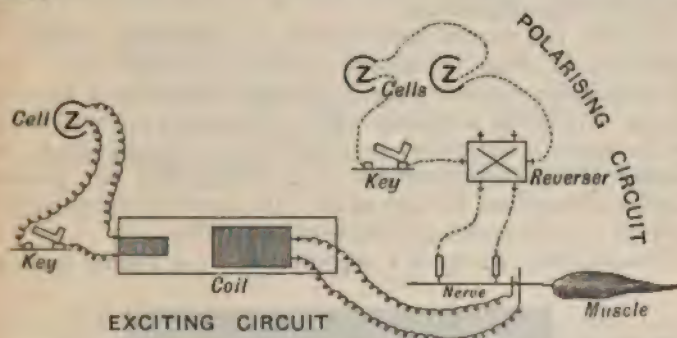 POLARISING CIRCUIT
Z
Z
Cells
Cell
Z
Key
Reverser
Key
Coil
Nerve
Muscle
EXCITING CIRCUIT